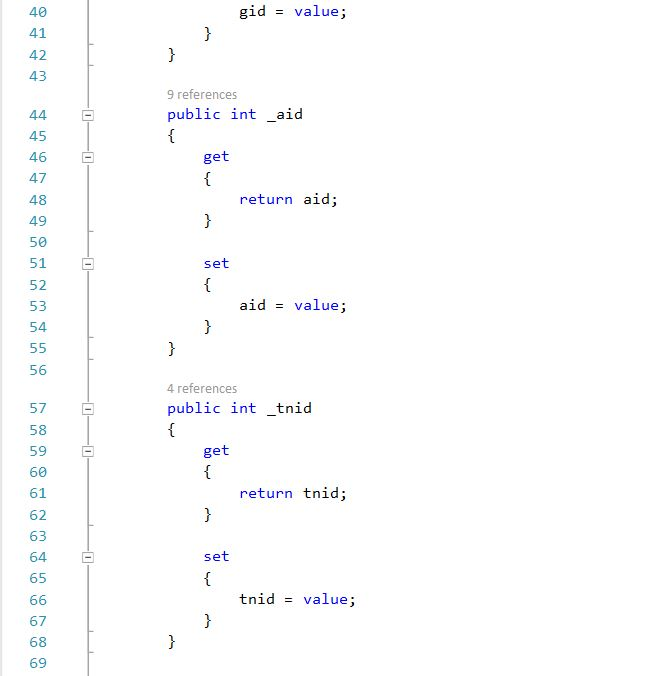 40 gid = value;
41 }
42 }
43
9 references
44 public int _aid
45 {
46 get
47 {
48 return aid;
49 }
50
51 set
52 {
53 aid = value;
54 }
55 }
56
4 references
57 public int _tnid
58 {
59 get
60 {
61 return tnid;
62 }
63
64 set
65 {
66 tnid = value;
67 }
68 }
69